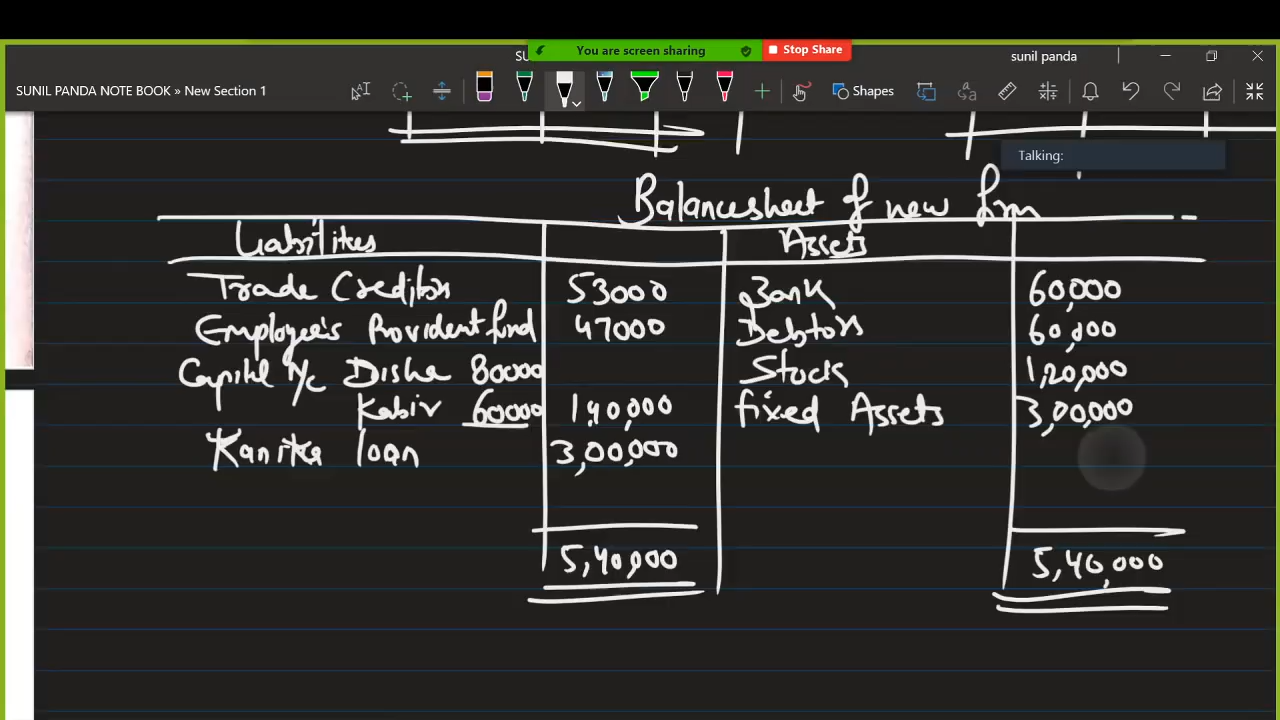 SU
You are screen sharing
Stop Share
sunil panda
SUNIL PANDA NOTE BOOK » New Section 1
Shapes
Talking:
Balancesheet of new firm
Liabilities Assets
Trade Creditors 53000 Bank 60,000
Employee's Provident fund 47000 Debtors 60,000
Capital A/c Disha 80000 Stock 1,20,000
Kabir 60000 1,40,000 fixed Assets 3,00,000
Kanika loan 3,00,000
5,40,000 5,40,000